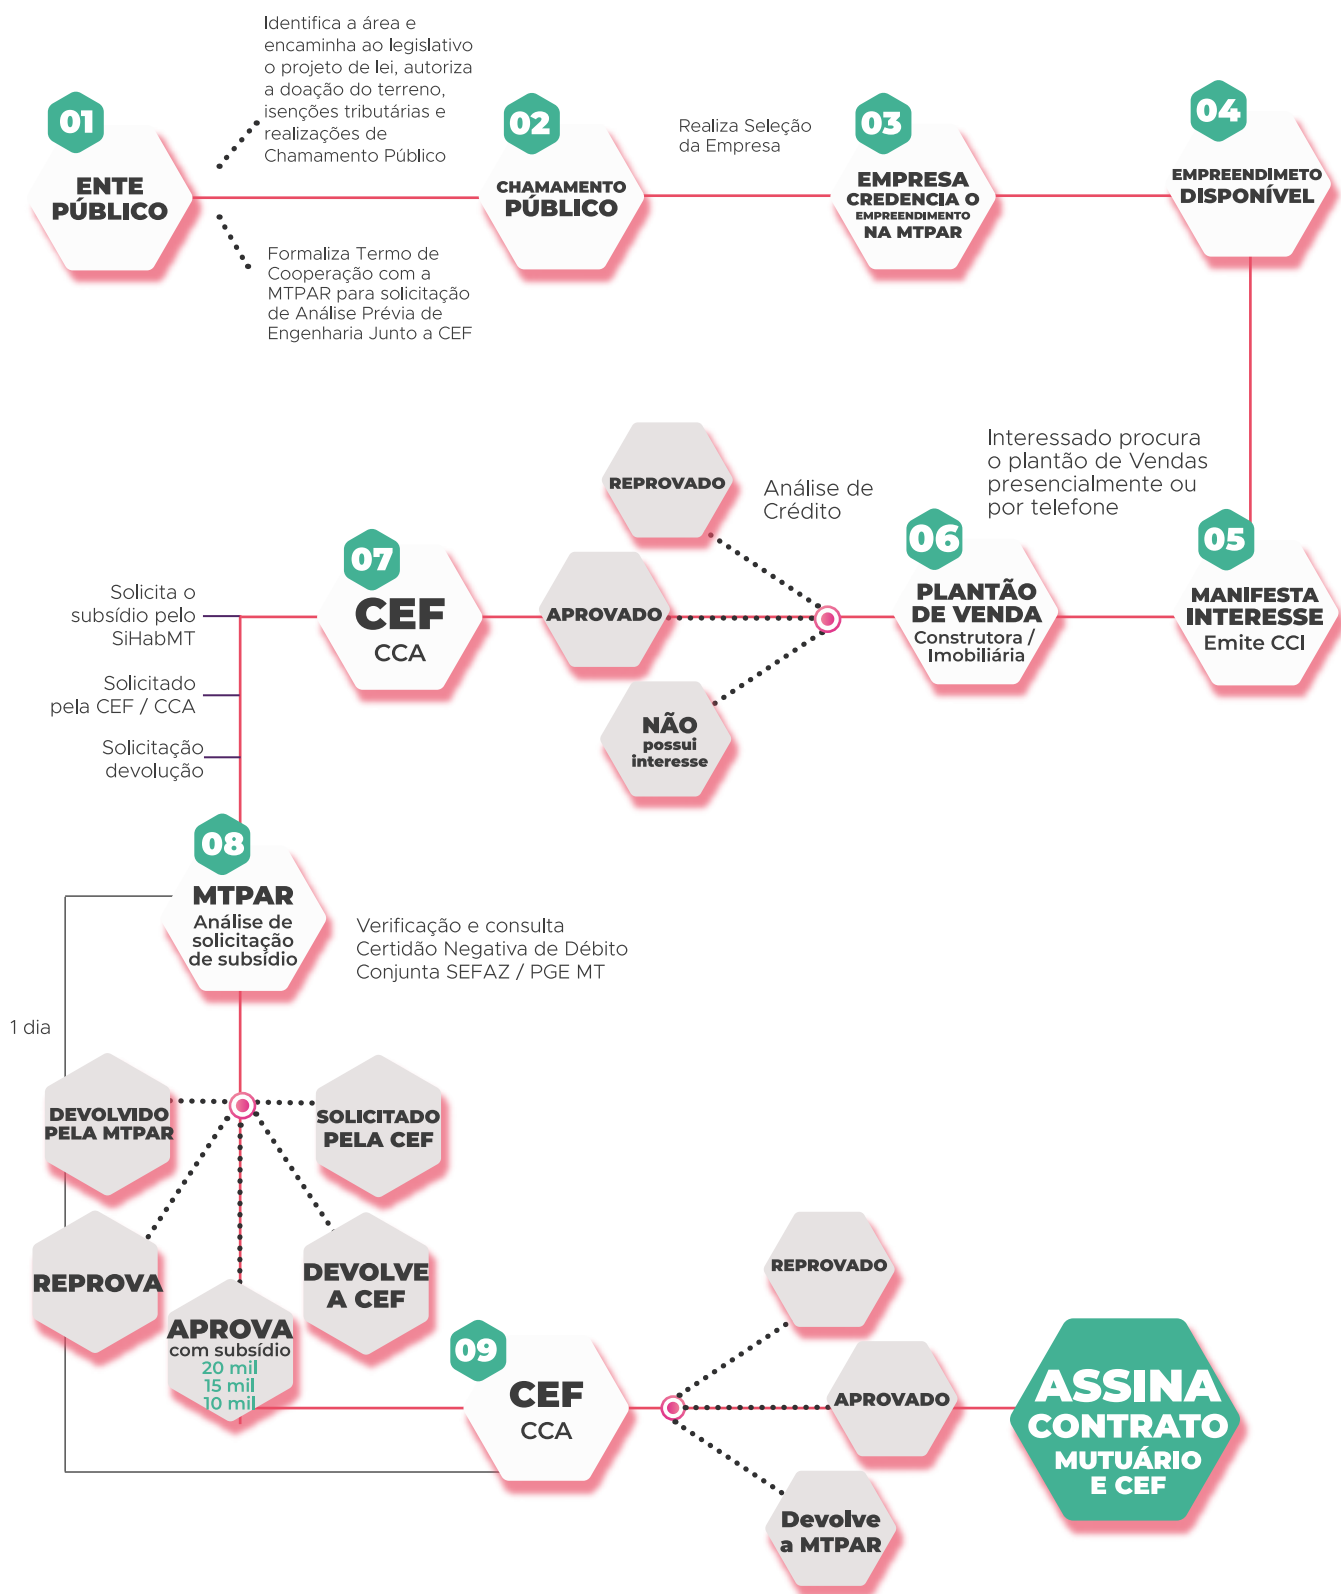 01
ENTE
PÚBLICO
Identifica a área e
encaminha ao legislativo
o projeto de lei, autoriza
a doação do terreno,
isenções tributárias e
realizações de
Chamamento Público
Formaliza Termo de
Cooperação com a
MTPAR para solicitação
de Análise Prévia de
Engenharia Junto a CEF
02
CHAMAMENTO
PÚBLICO
Realiza Seleção
da Empresa
03
EMPRESA
CREDENCIA O
EMPREENDIMENTO
NA MTPAR
04
EMPREENDIMETO
DISPONÍVEL
05
MANIFESTA
INTERESSE
Emite CCI
Interessado procura
o plantão de Vendas
presencialmente ou
por telefone
06
PLANTÃO
DE VENDA
Construtora /
Imobiliária
Análise de
Crédito
REPROVADO
APROVADO
NÃO
possui
interesse
07
CEF
CCA
Solicita o
subsídio pelo
SiHabMT
Solicitado
pela CEF / CCA
Solicitação
devolução
08
MTPAR
Análise de
solicitação
de subsídio
Verificação e consulta
Certidão Negativa de Débito
Conjunta SEFAZ / PGE MT
1 dia
DEVOLVIDO
PELA MTPAR
SOLICITADO
PELA CEF
REPROVA
DEVOLVE
A CEF
APROVA
com subsídio
20 mil
15 mil
10 mil
09
CEF
CCA
REPROVADO
APROVADO
Devolve
a MTPAR
ASSINA
CONTRATO
MUTUÁRIO
E CEF